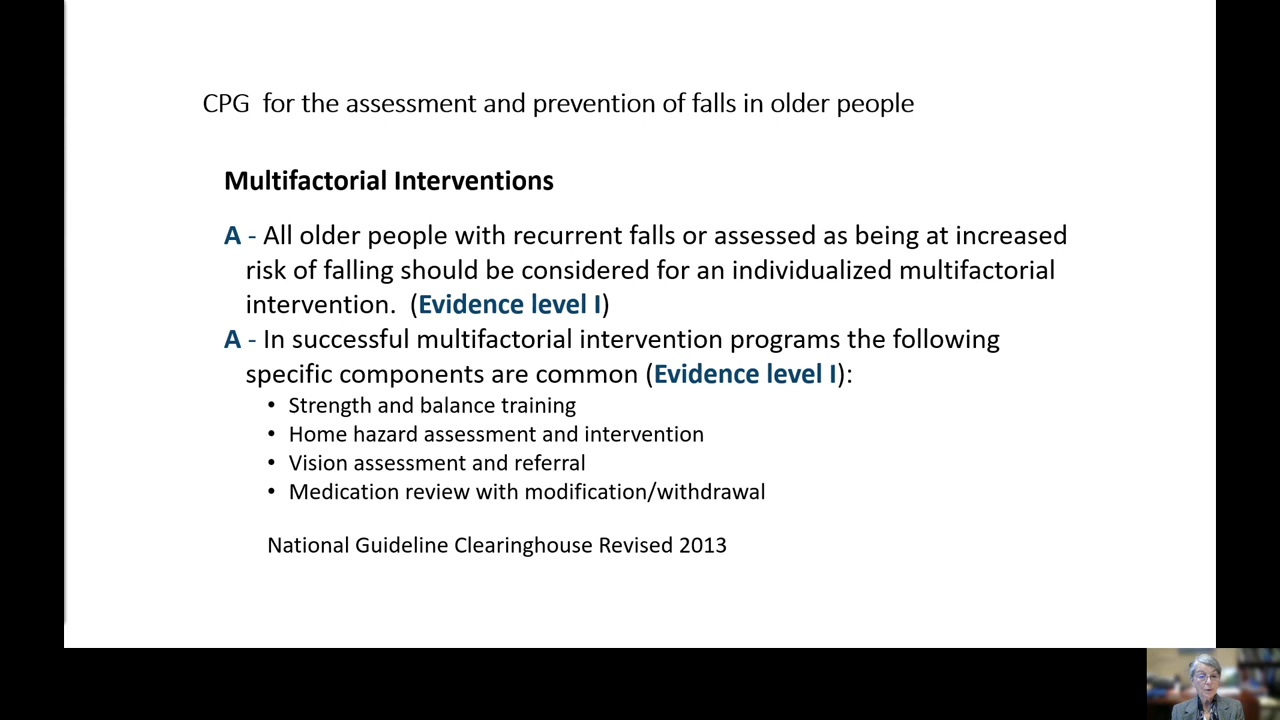 CPG for the assessment and prevention of falls in older people
Multifactorial Interventions
A - All older people with recurrent falls or assessed as being at increased
risk of falling should be considered for an individualized multifactorial
intervention. (Evidence level I)
A - In successful multifactorial intervention programs the following
specific components are common (Evidence level I):
• Strength and balance training
• Home hazard assessment and intervention
• Vision assessment and referral
• Medication review with modification/withdrawal
National Guideline Clearinghouse Revised 2013